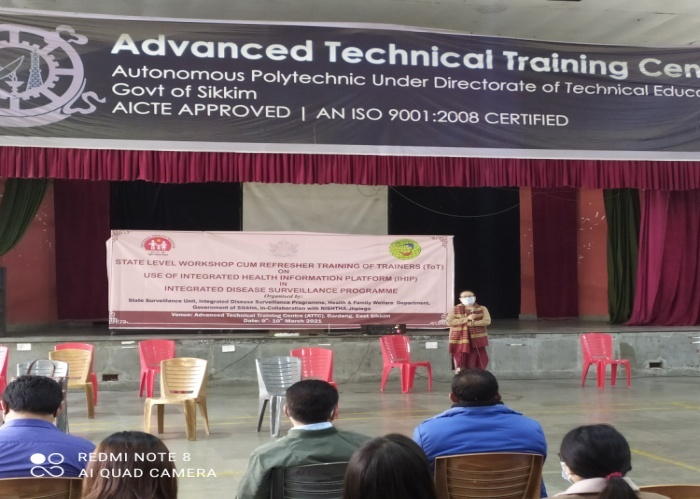 Advanced Technical Training Cen
Autonomous Polytechnic Under Directorate of Technical Educa
Govt of Sikkim
AICTE APPROVED | AN ISO 9001:2008 CERTIFIED
STATE LEVEL WORKSHOP CUM REFRESHER TRAINING OF TRAINERS (ToT)
ON
USE OF INTEGRATED HEALTH INFORMATION PLATFORM (IHIP)
IN
INTEGRATED DISEASE SURVEILLANCE PROGRAMME
Organised by:
State Surveillance Unit, Integrated Disease Surveillance Programme, Health & Family Welfare Department,
Government of Sikkim, in-Collaboration with NISHTHA Jhpiego
Venue: Advanced Technical Training Centre (ATTC), Bardang, East Sikkim
Date: 9th 10th March 2021
REDMI NOTE 8
AI QUAD CAMERA